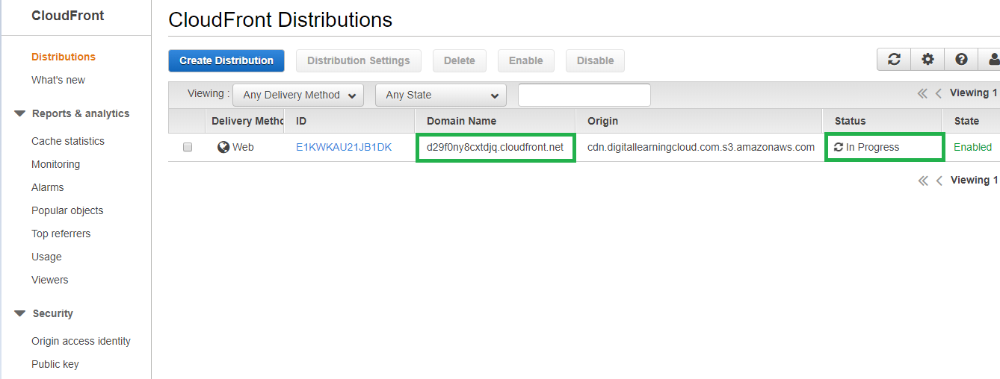 CloudFront
Distributions
What's new
Reports & analytics
Cache statistics
Monitoring
Alarms
Popular objects
Top referrers
Usage
Viewers
Security
Origin access identity
Public key
CloudFront Distributions
Create Distribution Distribution Settings Delete Enable Disable
Viewing : Any Delivery Method Any State Viewing 1
Delivery Metho ID Domain Name Origin Status State
Web E1KWKAU21JB1DK d29f0ny8cxtdjq.cloudfront.net cdn.digitallearningcloud.com.s3.amazonaws.com In Progress Enabled
Viewing 1